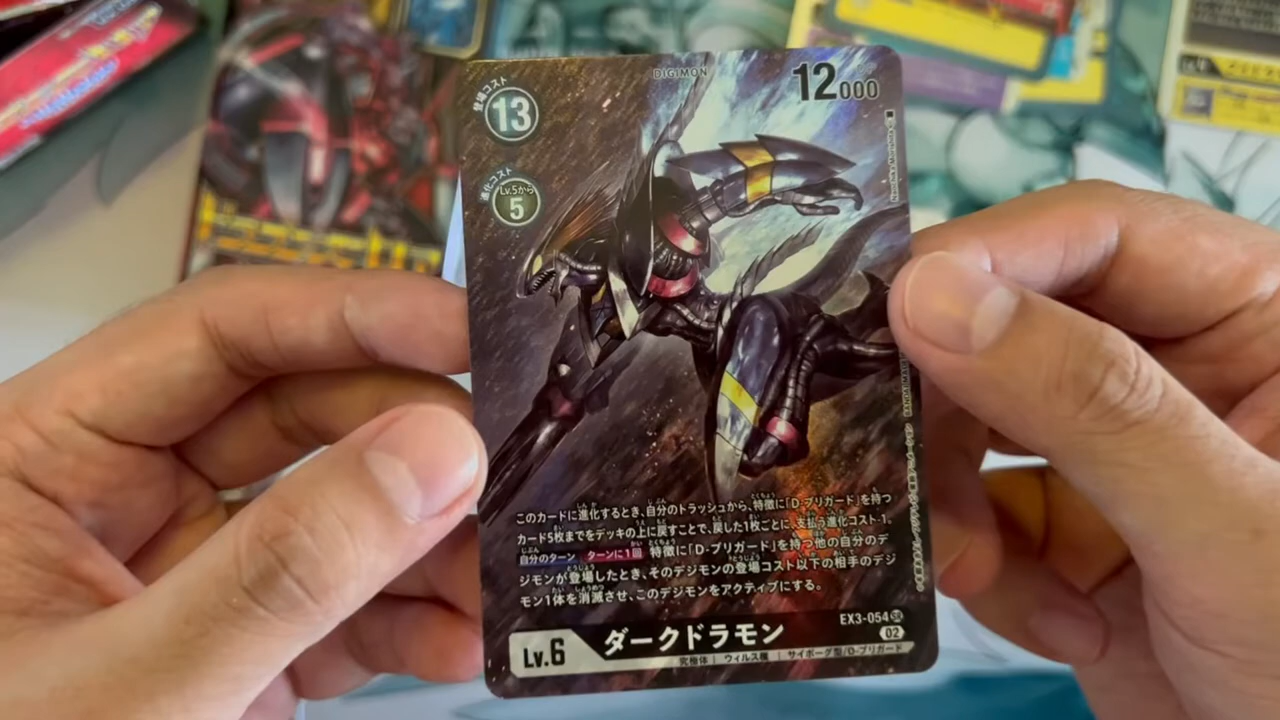 DIGIMON
登場コスト
13
12000
進化コスト
Lv.5から
5
このカードに進化するとき、自分のトラッシュから、特徴に「D-ブリガード」を持つ
カード5枚までをデッキの上に戻すことで、戻した1枚ごとに、支払う進化コスト-1。
自分のターン ターンに1回 特徴に「D-ブリガード」を持つ他の自分のデ
ジモンが登場したとき、そのデジモンの登場コスト以下の相手のデジ
モン1体を消滅させ、このデジモンをアクティブにする。
EX3-054 SR
02
Lv.6 ダークドラモン
究極体 ウィルス種 サイボーグ型/D-ブリガード